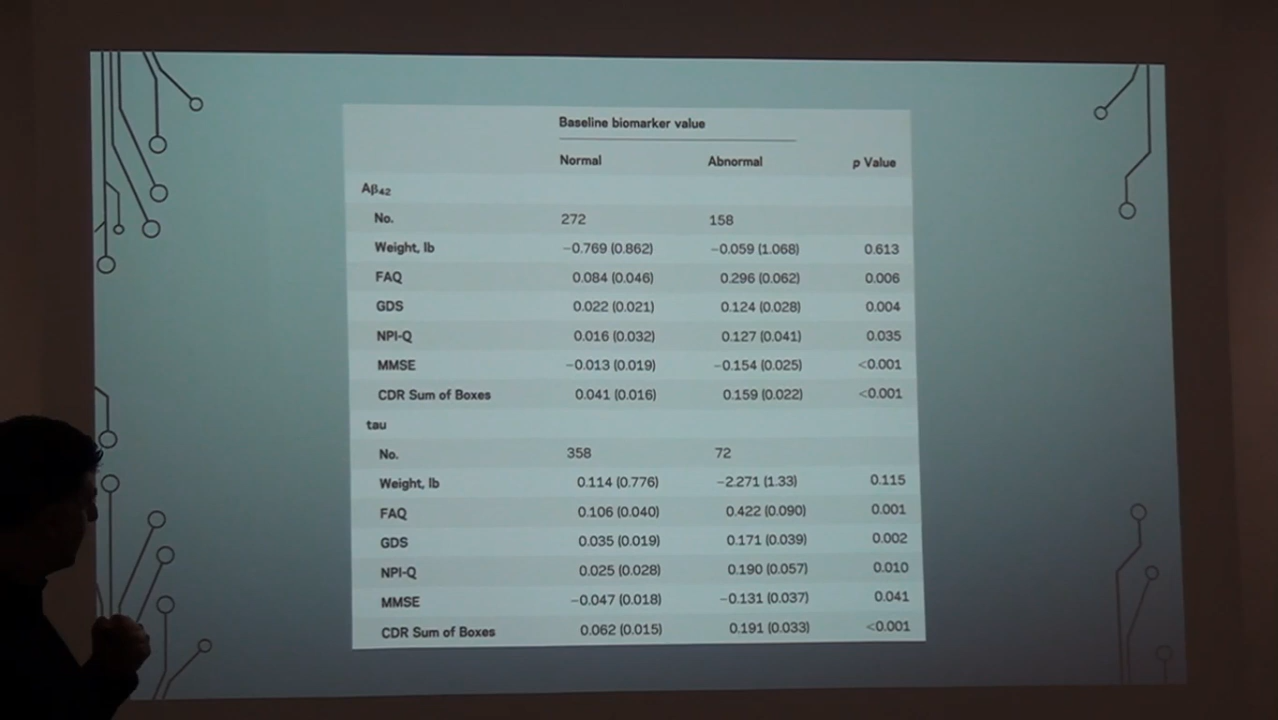 Baseline biomarker value
Normal Abnormal p Value
Aβ42
No. 272 158
Weight, lb −0.769 (0.862) −0.059 (1.068) 0.613
FAQ 0.084 (0.046) 0.296 (0.062) 0.006
GDS 0.022 (0.021) 0.124 (0.028) 0.004
NPI-Q 0.016 (0.032) 0.127 (0.041) 0.035
MMSE −0.013 (0.019) −0.154 (0.025) <0.001
CDR Sum of Boxes 0.041 (0.016) 0.159 (0.022) <0.001
tau
No. 358 72
Weight, lb 0.114 (0.776) −2.271 (1.33) 0.115
FAQ 0.106 (0.040) 0.422 (0.090) 0.001
GDS 0.035 (0.019) 0.171 (0.039) 0.002
NPI-Q 0.025 (0.028) 0.190 (0.057) 0.010
MMSE −0.047 (0.018) −0.131 (0.037) 0.041
CDR Sum of Boxes 0.062 (0.015) 0.191 (0.033) <0.001